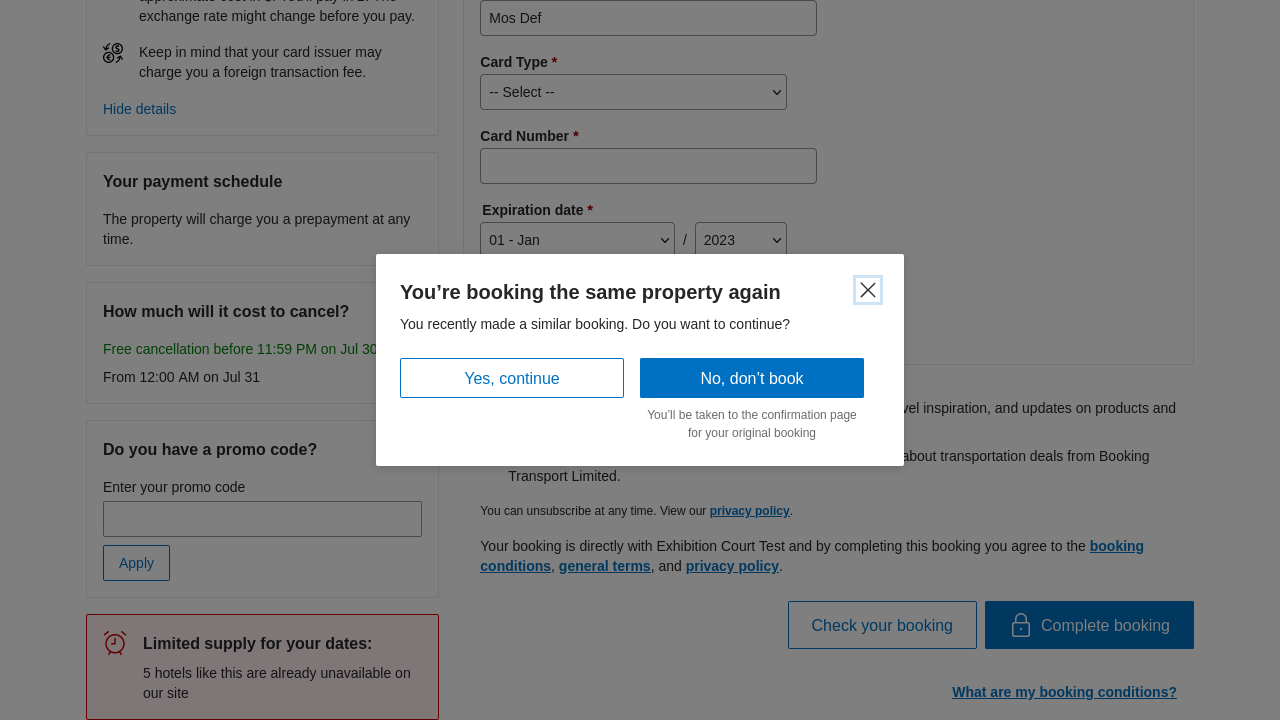 exchange rate might change before you pay.
Keep in mind that your card issuer may
charge you a foreign transaction fee.
Hide details
Your payment schedule
The property will charge you a prepayment at any
time.
How much will it cost to cancel?
Free cancellation before 11:59 PM on Jul 30
From 12:00 AM on Jul 31
Do you have a promo code?
Enter your promo code
Apply
Limited supply for your dates:
5 hotels like this are already unavailable on
our site
Mos Def
Card Type *
-- Select --
Card Number *
Expiration date *
01 - Jan / 2023
You’re booking the same property again
You recently made a similar booking. Do you want to continue?
Yes, continue
No, don’t book
You’ll be taken to the confirmation page
for your original booking
inspiration, and updates on products and
about transportation deals from Booking
Transport Limited.
You can unsubscribe at any time. View our privacy policy.
Your booking is directly with Exhibition Court Test and by completing this booking you agree to the booking
conditions, general terms, and privacy policy.
Check your booking
Complete booking
What are my booking conditions?